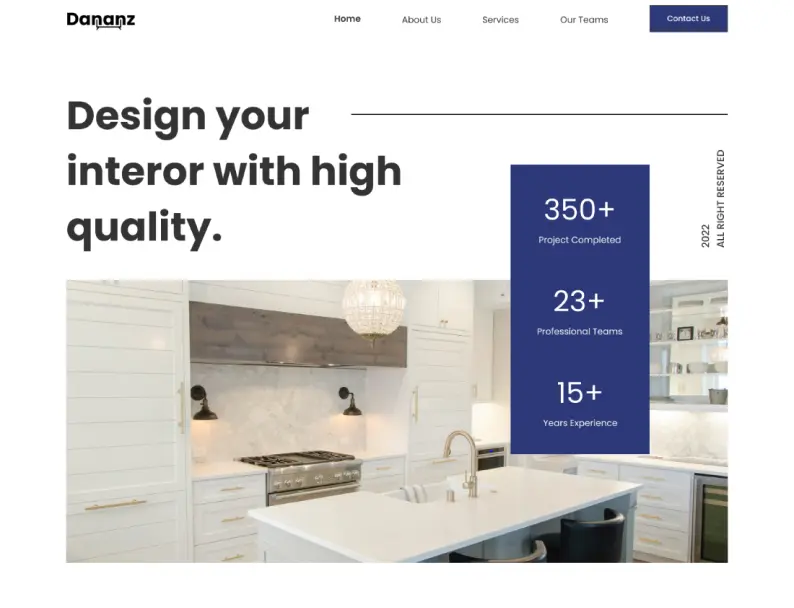 Dananz
Home
About Us
Services
Our Teams
Contact Us
Design your
interor with high
quality.
350+
Project Completed
23+
Professional Teams
15+
Years Experience
2022
ALL RIGHT RESERVED